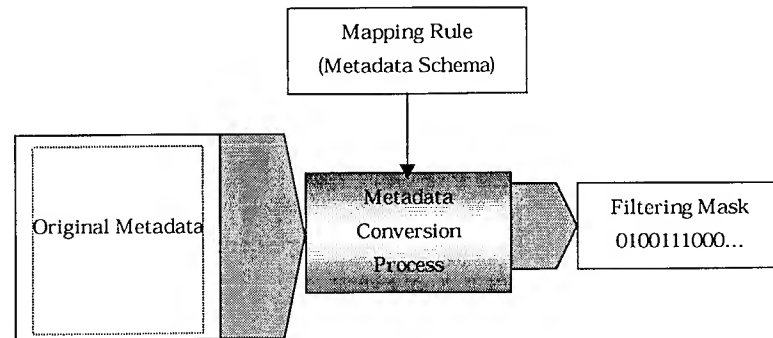 Mapping Rule
(Metadata Schema)
Original Metadata
Metadata
Conversion
Process
Filtering Mask
0100111000...